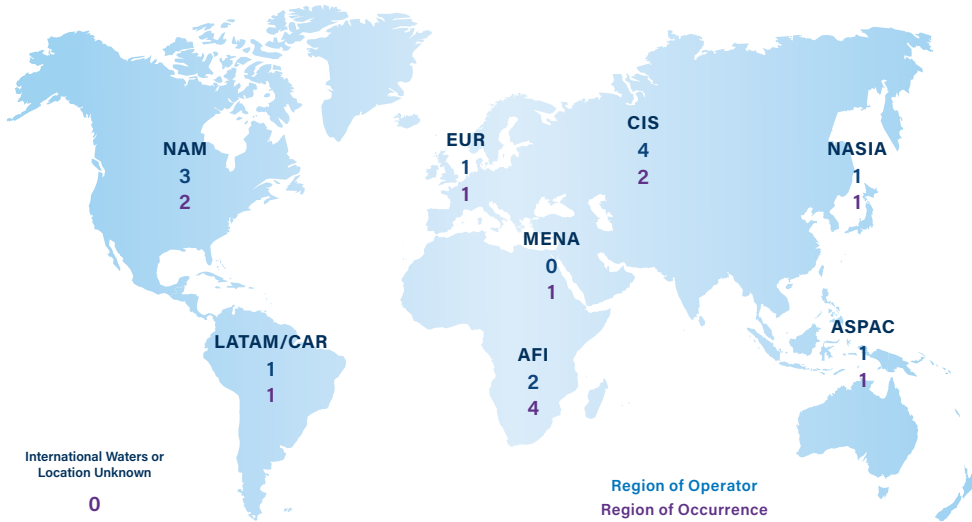 NAM
3
2
EUR
1
1
CIS
4
2
NASIA
1
1
MENA
0
1
LATAM/CAR
1
1
AFI
2
4
ASPAC
1
1
International Waters or
Location Unknown
0
Region of Operator
Region of Occurrence